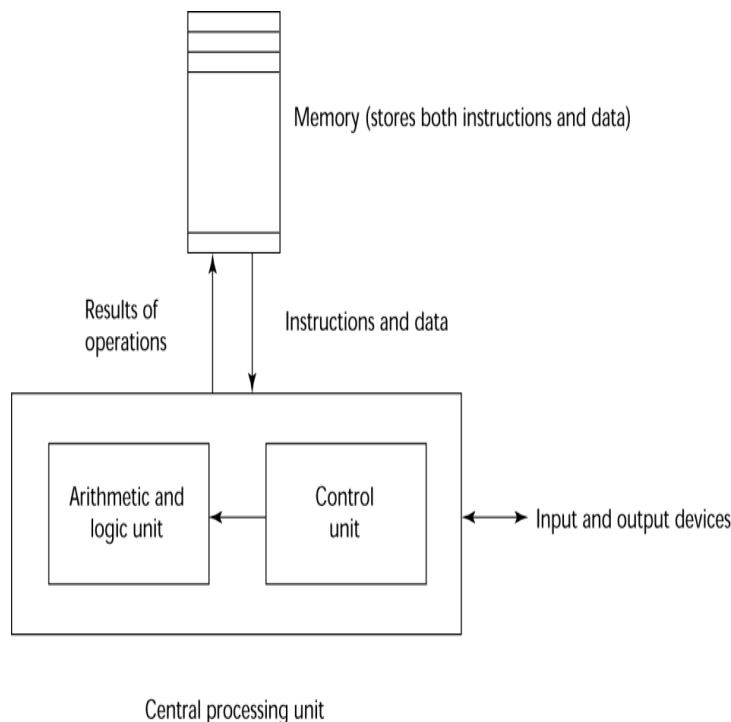 Memory (stores both instructions and data)
Results of
operations
Instructions and data
Arithmetic and
logic unit
Control
unit
Input and output devices
Central processing unit